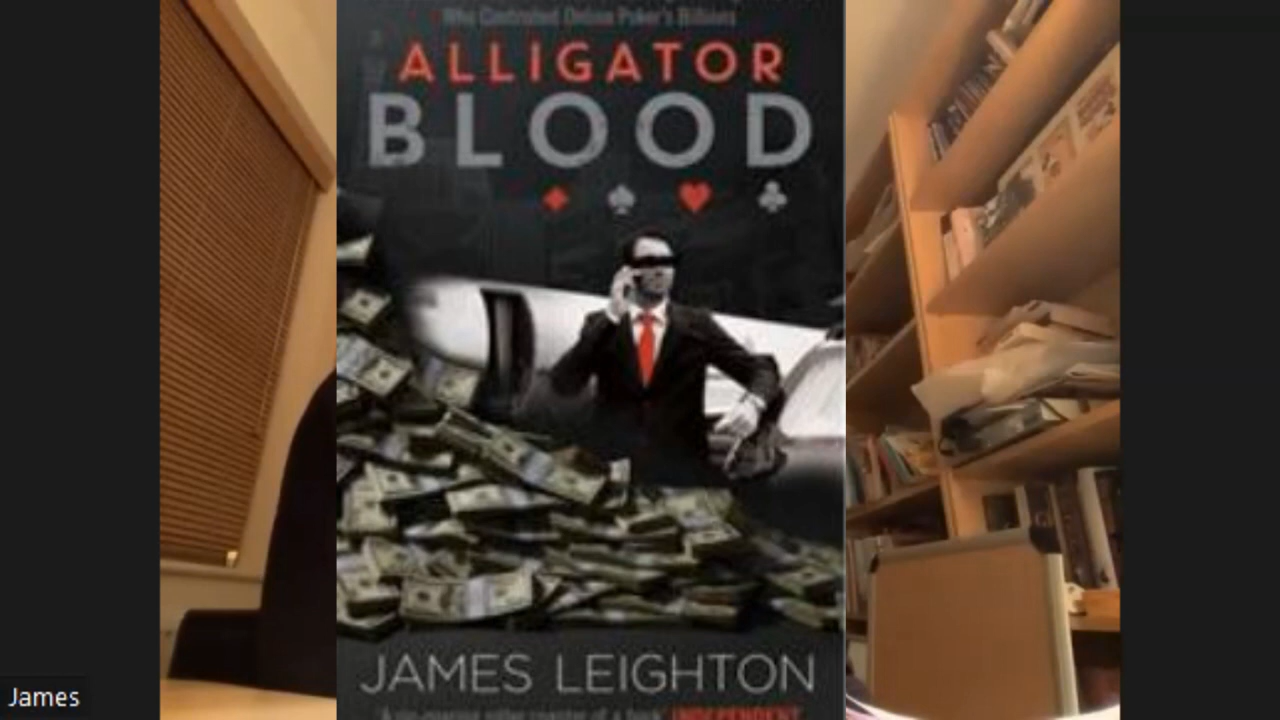 Who Controlled Online Poker's Billions
ALLIGATOR
BLOOD
JAMES LEIGHTON
INDEPENDENT
James